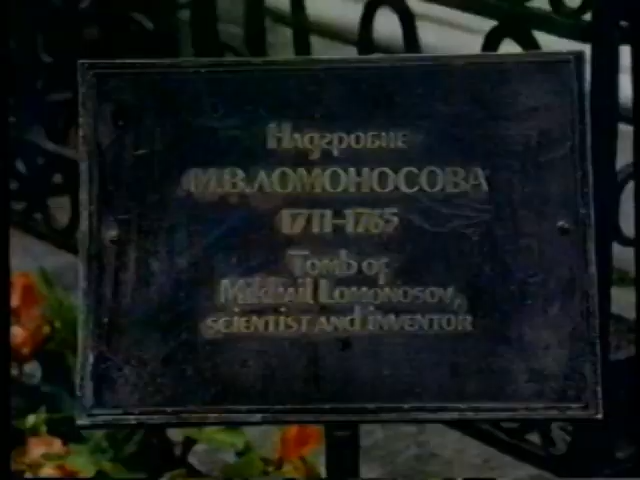 Надгробие
М.В.ЛОМОНОСОВА
1711–1765
Tomb of
Mikhail Lomonosov,
scientist and inventor